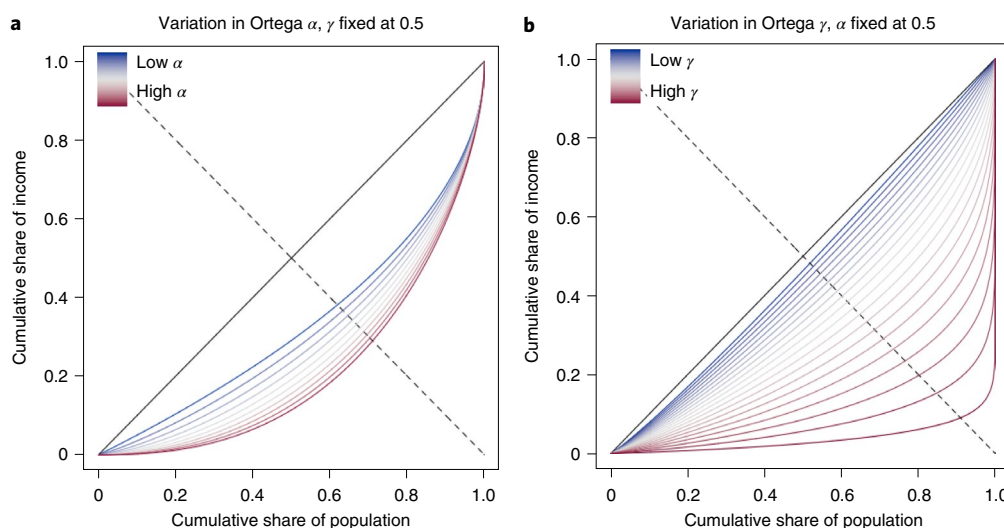 a
Variation in Ortega α, γ fixed at 0.5
Low α
High α
1.0
0.8
0.6
0.4
0.2
0
Cumulative share of income
0 0.2 0.4 0.6 0.8 1.0
Cumulative share of population
b
Variation in Ortega γ, α fixed at 0.5
Low γ
High γ
1.0
0.8
0.6
0.4
0.2
0
Cumulative share of income
0 0.2 0.4 0.6 0.8 1.0
Cumulative share of population